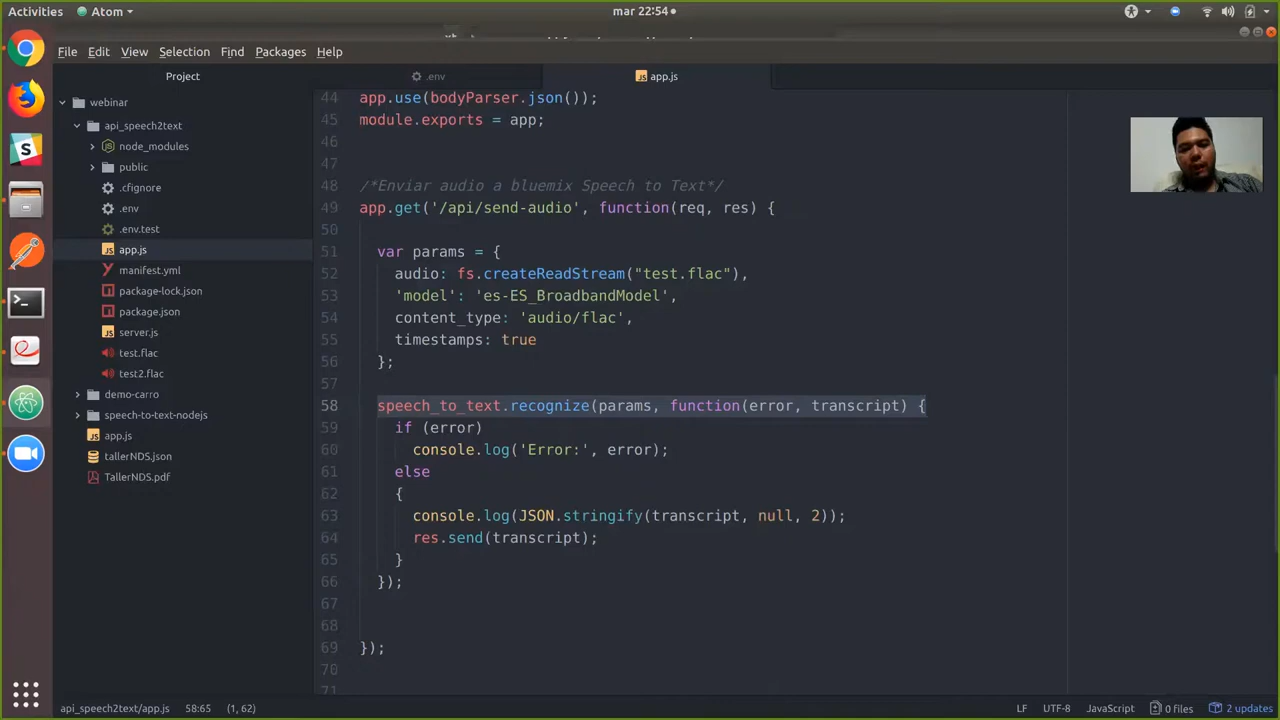 Activities
Atom
mar 22:54
File Edit View Selection Find Packages Help
Project
.env
app.js
webinar
api_speech2text
node_modules
public
.cfignore
.env
.env.test
app.js
manifest.yml
package-lock.json
package.json
server.js
test.flac
test2.flac
demo-carro
speech-to-text-nodejs
app.js
tallerNDS.json
TallerNDS.pdf
44 app.use(bodyParser.json());
45 module.exports = app;
46
47
48 /*Enviar audio a bluemix Speech to Text*/
49 app.get('/api/send-audio', function(req, res) {
50
51 var params = {
52 audio: fs.createReadStream("test.flac"),
53 'model': 'es-ES_BroadbandModel',
54 content_type: 'audio/flac',
55 timestamps: true
56 };
57
58 speech_to_text.recognize(params, function(error, transcript) {
59 if (error)
60 console.log('Error:', error);
61 else
62 {
63 console.log(JSON.stringify(transcript, null, 2));
64 res.send(transcript);
65 }
66 });
67
68
69 });
70
71
api_speech2text/app.js 58:65 (1, 62)
LF UTF-8 JavaScript 0 files 2 updates